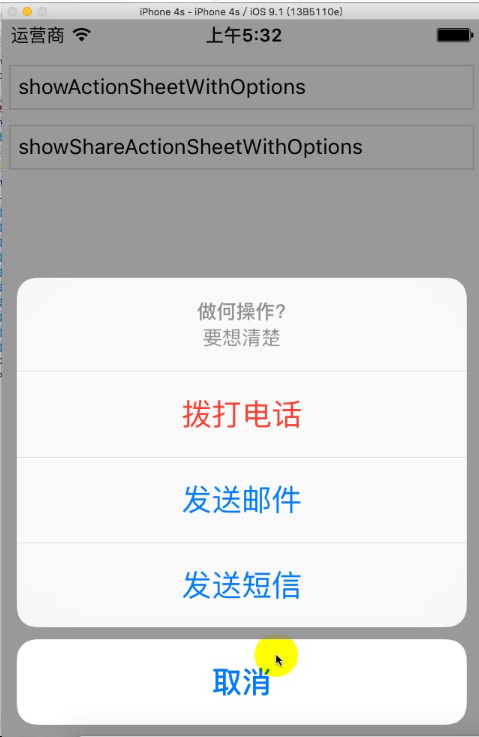 iPhone 4s - iPhone 4s / iOS 9.1 (13B5110e)
运营商 上午5:32
showActionSheetWithOptions
showShareActionSheetWithOptions
做何操作?
要想清楚
拨打电话
发送邮件
发送短信
取消